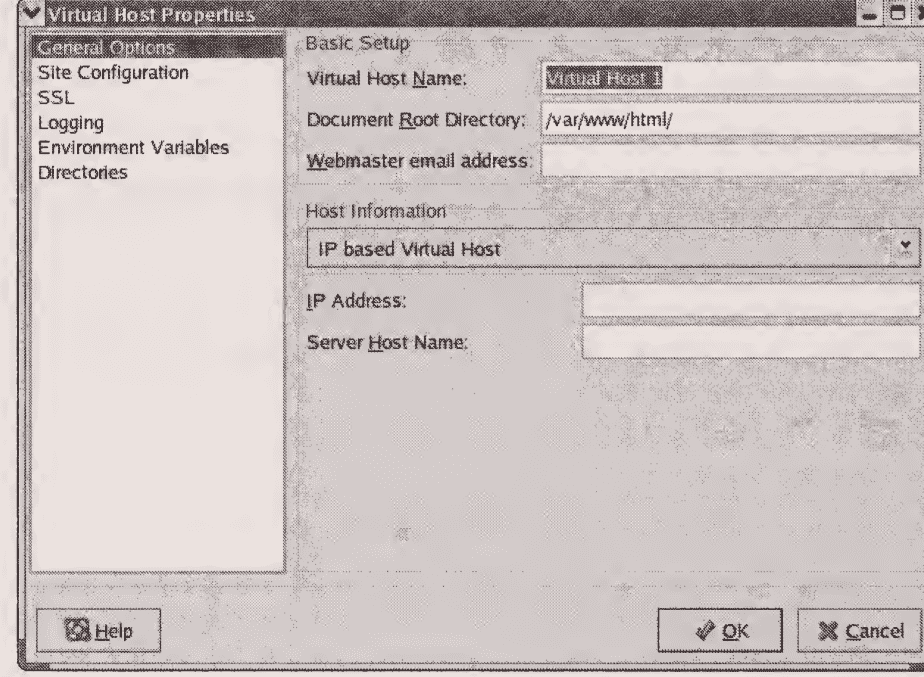 Virtual Host Properties
General Options
Site Configuration
SSL
Logging
Environment Variables
Directories
Basic Setup
Virtual Host Name: Virtual Host 1
Document Root Directory: /var/www/html/
Webmaster email address:
Host Information
IP based Virtual Host
IP Address:
Server Host Name:
Help
OK
Cancel